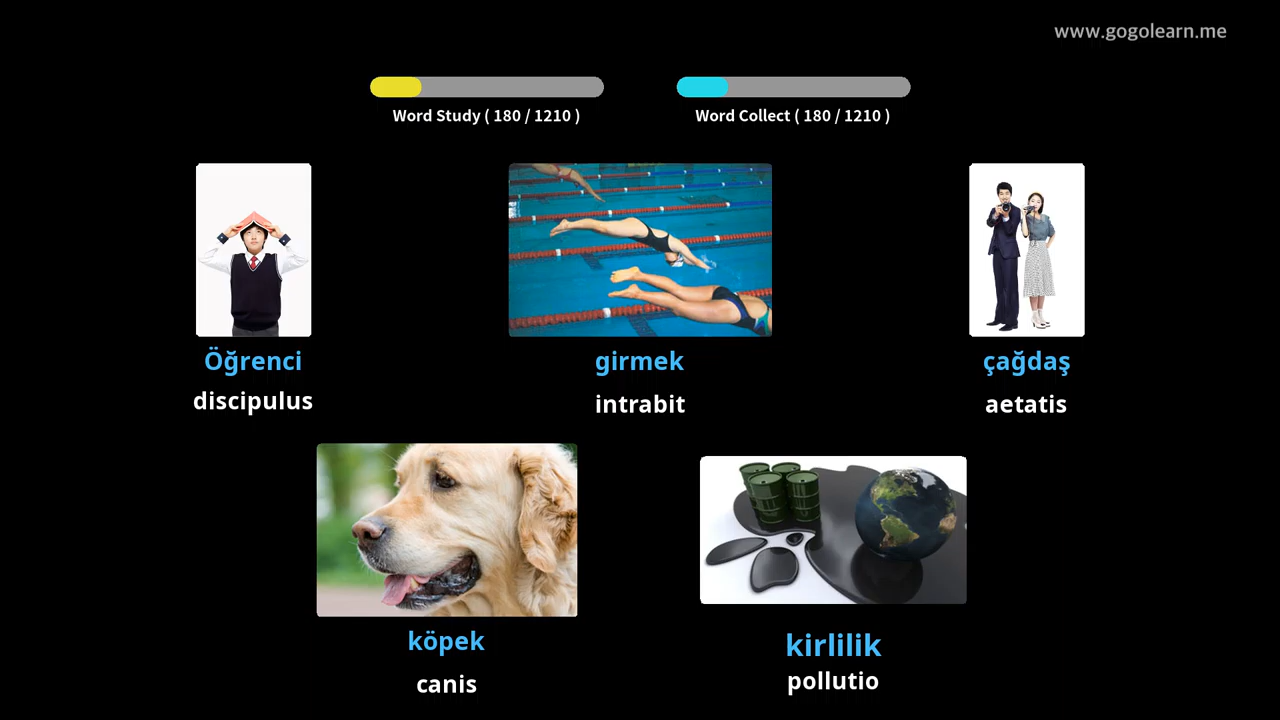 www.gogolearn.me
Word Study ( 180 / 1210 )
Word Collect ( 180 / 1210 )
Öğrenci
discipulus
girmek
intrabit
çağdaş
aetatis
köpek
canis
kirlilik
pollutio